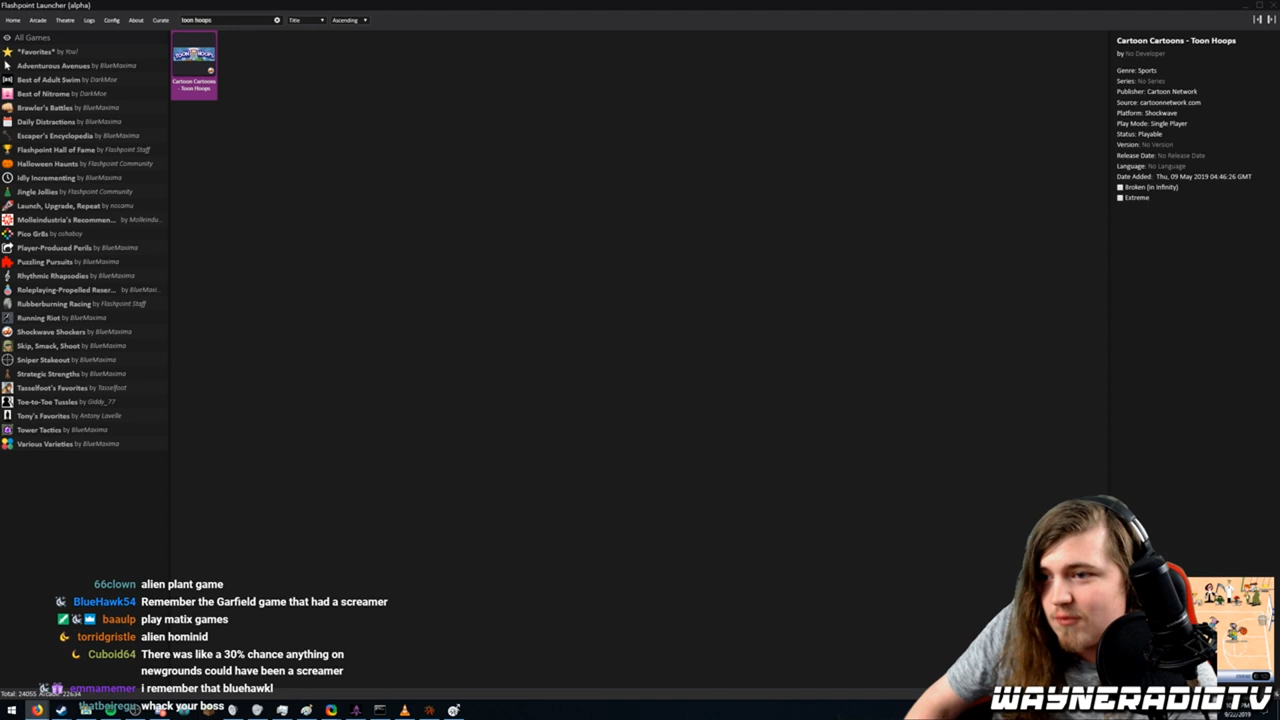 Flashpoint Launcher (alpha)
Home Arcade Theatre Logs Config About Curate toon hoops Title Ascending
All Games
*Favorites* by You!
Adventurous Avenues by BlueMaxima
Best of Adult Swim by DarkMoe
Best of Nitrome by DarkMoe
Brawler's Battles by BlueMaxima
Daily Distractions by BlueMaxima
Escaper's Encyclopedia by BlueMaxima
Flashpoint Hall of Fame by Flashpoint Staff
Halloween Haunts by Flashpoint Community
Idly Incrementing by BlueMaxima
Jingle Jollies by Flashpoint Community
Launch, Upgrade, Repeat by nosamu
Molleindustria's Recommen... by Molleindu...
Pico Gr8s by oshaboy
Player-Produced Perils by BlueMaxima
Puzzling Pursuits by BlueMaxima
Rhythmic Rhapsodies by BlueMaxima
Roleplaying-Propelled Reser... by BlueMaxi...
Rubberburning Racing by Flashpoint Staff
Running Riot by BlueMaxima
Shockwave Shockers by BlueMaxima
Skip, Smack, Shoot by BlueMaxima
Sniper Stakeout by BlueMaxima
Strategic Strengths by BlueMaxima
Tasselfoot's Favorites by Tasselfoot
Toe-to-Toe Tussles by Giddy_77
Tony's Favorites by Antony Lavelle
Tower Tactics by BlueMaxima
Various Varieties by BlueMaxima
TOON HOOPS
Cartoon Cartoons
- Toon Hoops
Cartoon Cartoons - Toon Hoops
by No Developer
Genre: Sports
Series: No Series
Publisher: Cartoon Network
Source: cartoonnetwork.com
Platform: Shockwave
Play Mode: Single Player
Status: Playable
Version: No Version
Release Date: No Release Date
Language: No Language
Date Added: Thu, 09 May 2019 04:46:26 GMT
Broken (in Infinity)
Extreme
66clown alien plant game
BlueHawk54 Remember the Garfield game that had a screamer
baaulp play matix games
torridgristle alien hominid
Cuboid64 There was like a 30% chance anything on
newgrounds could have been a screamer
emmamemer i remember that bluehawk!
whack your boss
Total: 24055
WAYNERADIOTV
9/22/2019